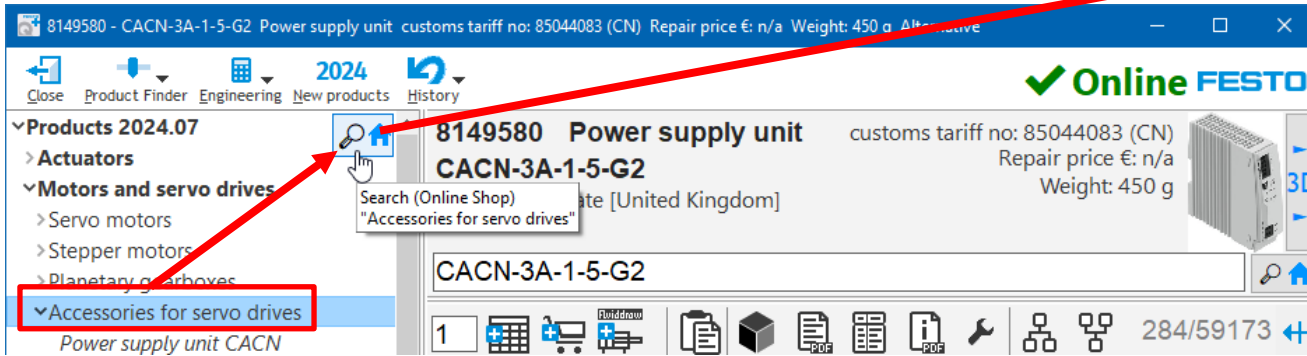 8149580 - CACN-3A-1-5-G2 Power supply unit customs tariff no: 85044083 (CN) Repair price €: n/a Weight: 450 g Alternative
Close Product Finder Engineering 2024 New products History
Online FESTO
Products 2024.07
Actuators
Motors and servo drives
Servo motors
Stepper motors
Planetary gearboxes
Accessories for servo drives
Power supply unit CACN
Search (Online Shop)
"Accessories for servo drives"
8149580 Power supply unit
CACN-3A-1-5-G2
[United Kingdom]
customs tariff no: 85044083 (CN)
Repair price €: n/a
Weight: 450 g
3D
CACN-3A-1-5-G2
1 Fluiddraw PDF PDF 284/59173